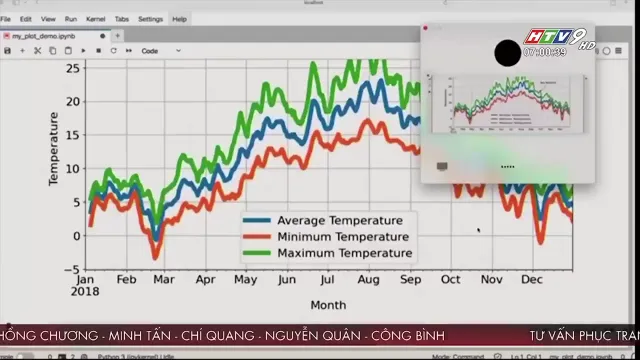 File Edit View Run Kernel Tabs Settings Help
my_plot_demo.ipynb
Code
HTV9 HD
07:00:39
Temperature
25
20
15
10
5
0
−5
Average Temperature
Minimum Temperature
Maximum Temperature
Jan Feb Mar Apr May Jun Jul Aug Sep Oct Nov Dec
2018
Month
HỒNG CHƯƠNG - MINH TẤN - CHÍ QUANG - NGUYỄN QUÂN - CÔNG BÌNH TƯ VẤN PHỤC TRAN
Simple 0 2 Python 3 (ipykernel) | Idle Mode: Command Ln 1, Col 1 my_plot_demo.ipynb